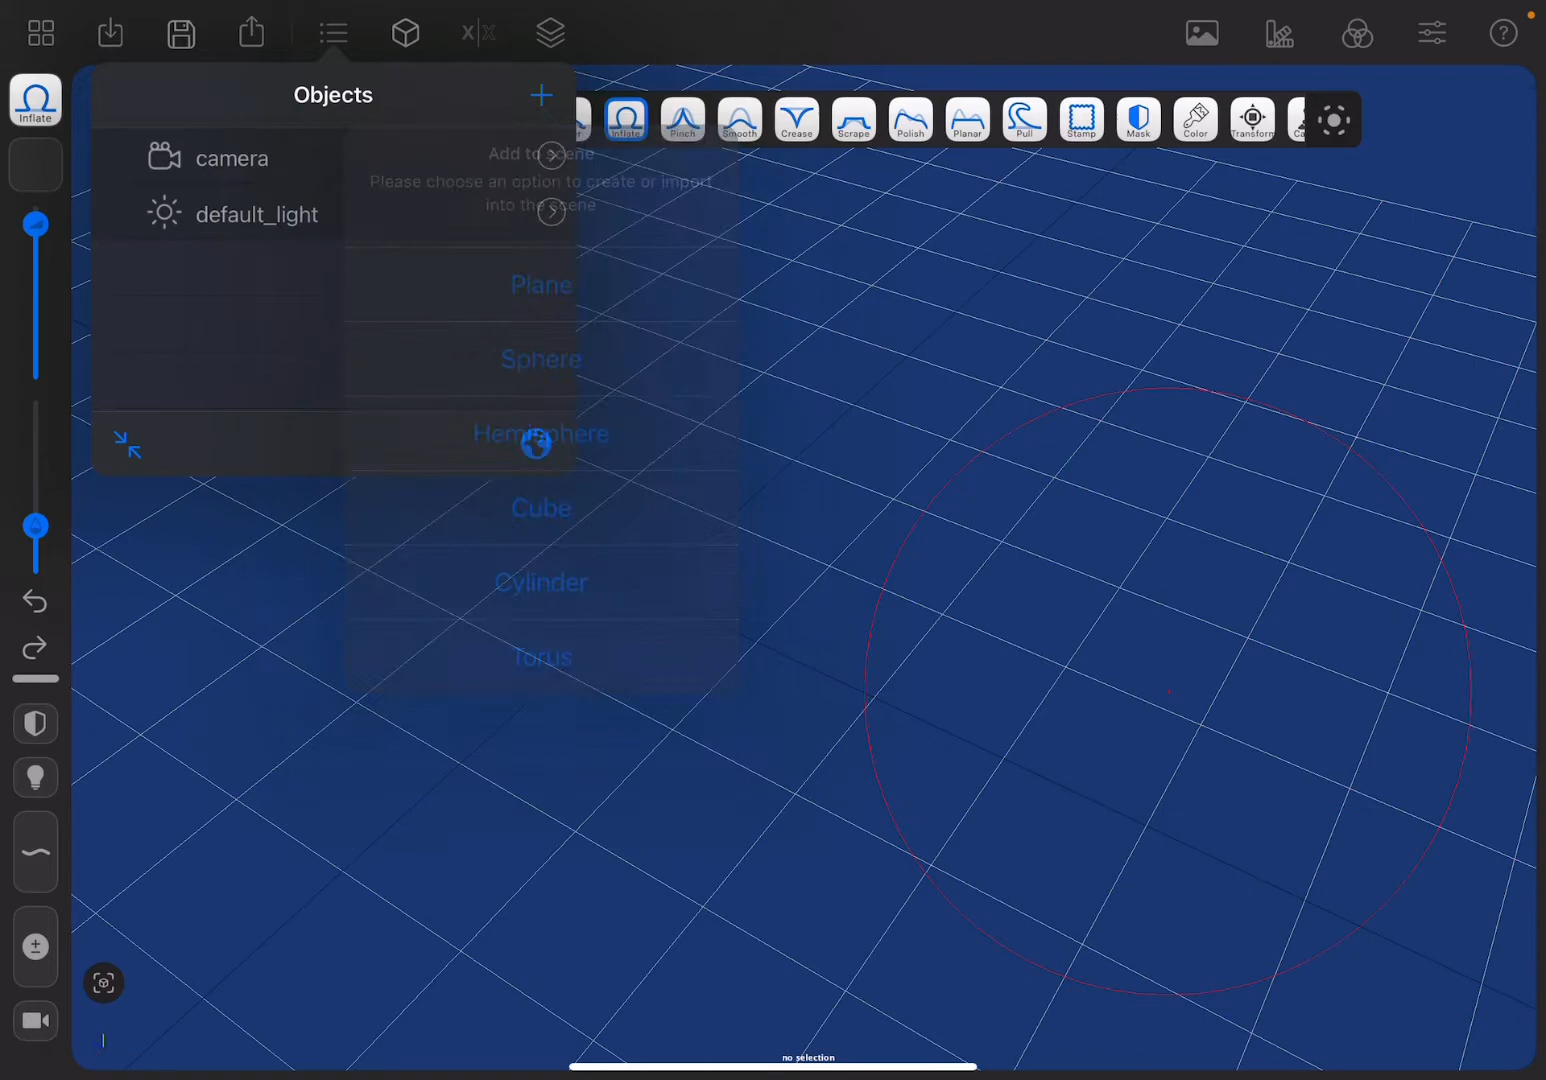 X|X
Inflate
Objects
+
Inflate
Pinch
Smooth
Crease
Scrape
Polish
Planar
Pull
Stamp
Mask
Color
Transform
camera
default_light
Add to scene
Please choose an option to create or import
into the scene
Plane
Sphere
Hemisphere
Cube
Cylinder
Torus
no selection